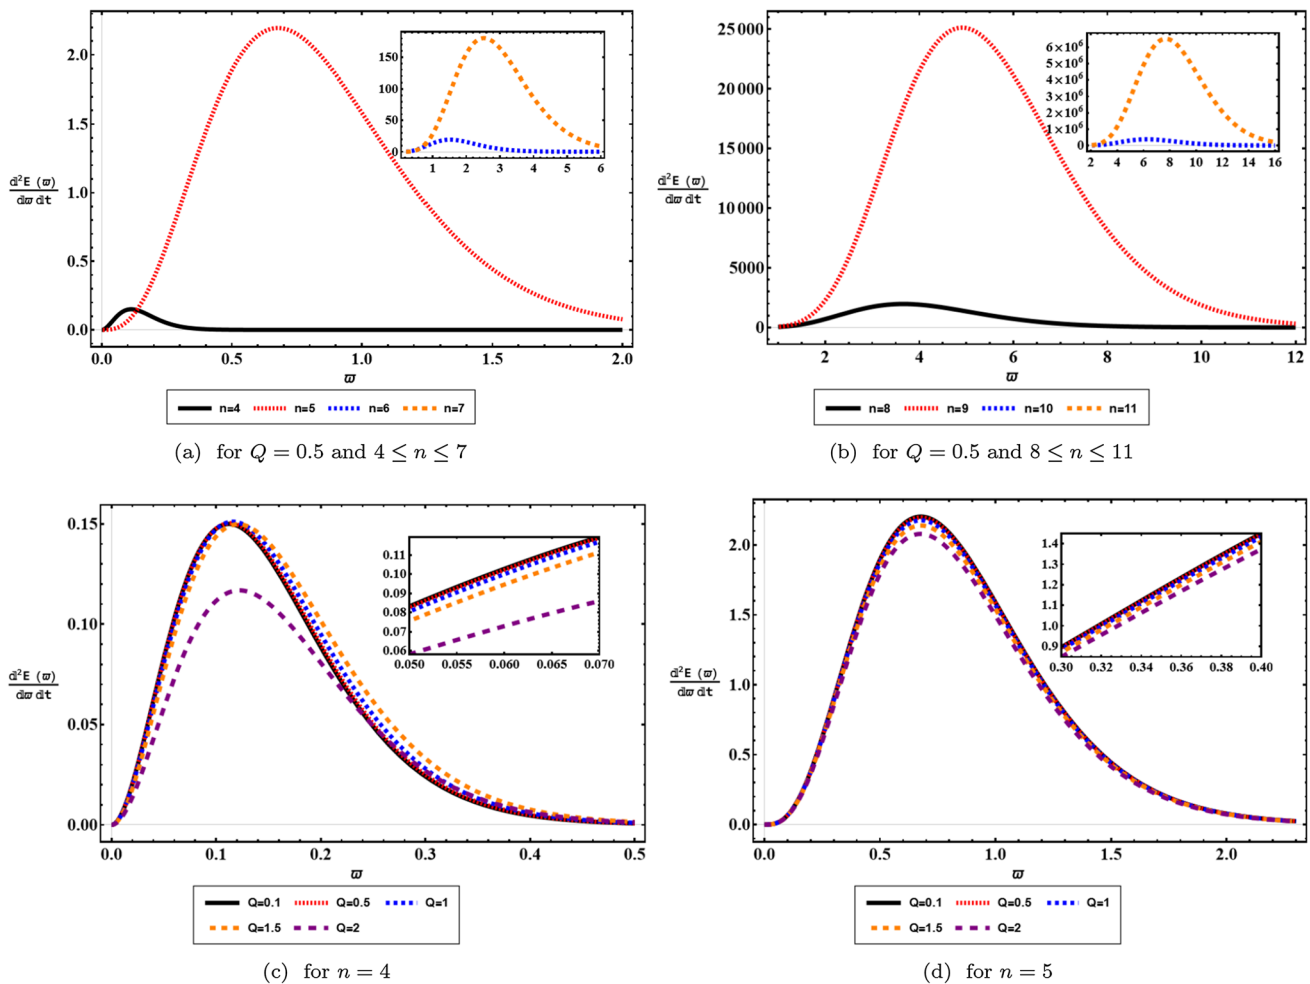 2.0
1.5
1.0
0.5
0.0
d²E (ϖ)
dϖ dt
150
100
50
0
1 2 3 4 5 6
0.0 0.5 1.0 1.5 2.0
ϖ
n=4 n=5 n=6 n=7
(a) for Q = 0.5 and 4 ≤ n ≤ 7
25000
20000
15000
10000
5000
0
d²E (ϖ)
dϖ dt
6×10⁶
5×10⁶
4×10⁶
3×10⁶
2×10⁶
1×10⁶
0
2 4 6 8 10 12 14 16
2 4 6 8 10 12
ϖ
n=8 n=9 n=10 n=11
(b) for Q = 0.5 and 8 ≤ n ≤ 11
0.15
0.10
0.05
0.00
d²E (ϖ)
dϖ dt
0.11
0.10
0.09
0.08
0.07
0.06
0.050 0.055 0.060 0.065 0.070
0.0 0.1 0.2 0.3 0.4 0.5
ϖ
Q=0.1 Q=0.5 Q=1
Q=1.5 Q=2
(c) for n = 4
2.0
1.5
1.0
0.5
0.0
d²E (ϖ)
dϖ dt
1.4
1.3
1.2
1.1
1.0
0.9
0.30 0.32 0.34 0.36 0.38 0.40
0.0 0.5 1.0 1.5 2.0
ϖ
Q=0.1 Q=0.5 Q=1
Q=1.5 Q=2
(d) for n = 5